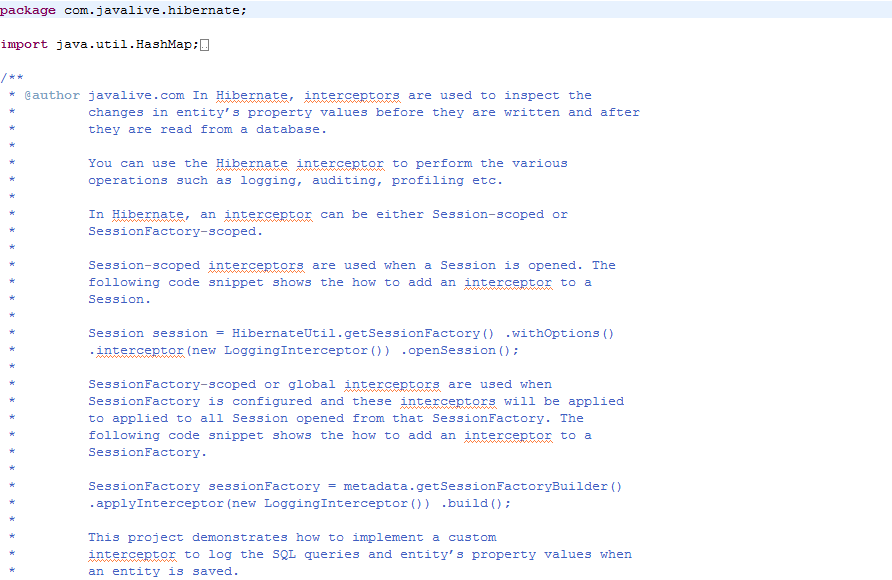 package com.javalive.hibernate;
import java.util.HashMap;
/**
* @author javalive.com In Hibernate, interceptors are used to inspect the
* changes in entity’s property values before they are written and after
* they are read from a database.
*
* You can use the Hibernate interceptor to perform the various
* operations such as logging, auditing, profiling etc.
*
* In Hibernate, an interceptor can be either Session-scoped or
* SessionFactory-scoped.
*
* Session-scoped interceptors are used when a Session is opened. The
* following code snippet shows the how to add an interceptor to a
* Session.
*
* Session session = HibernateUtil.getSessionFactory() .withOptions()
* .interceptor(new LoggingInterceptor()) .openSession();
*
* SessionFactory-scoped or global interceptors are used when
* SessionFactory is configured and these interceptors will be applied
* to applied to all Session opened from that SessionFactory. The
* following code snippet shows the how to add an interceptor to a
* SessionFactory.
*
* SessionFactory sessionFactory = metadata.getSessionFactoryBuilder()
* .applyInterceptor(new LoggingInterceptor()) .build();
*
* This project demonstrates how to implement a custom
* interceptor to log the SQL queries and entity’s property values when
* an entity is saved.